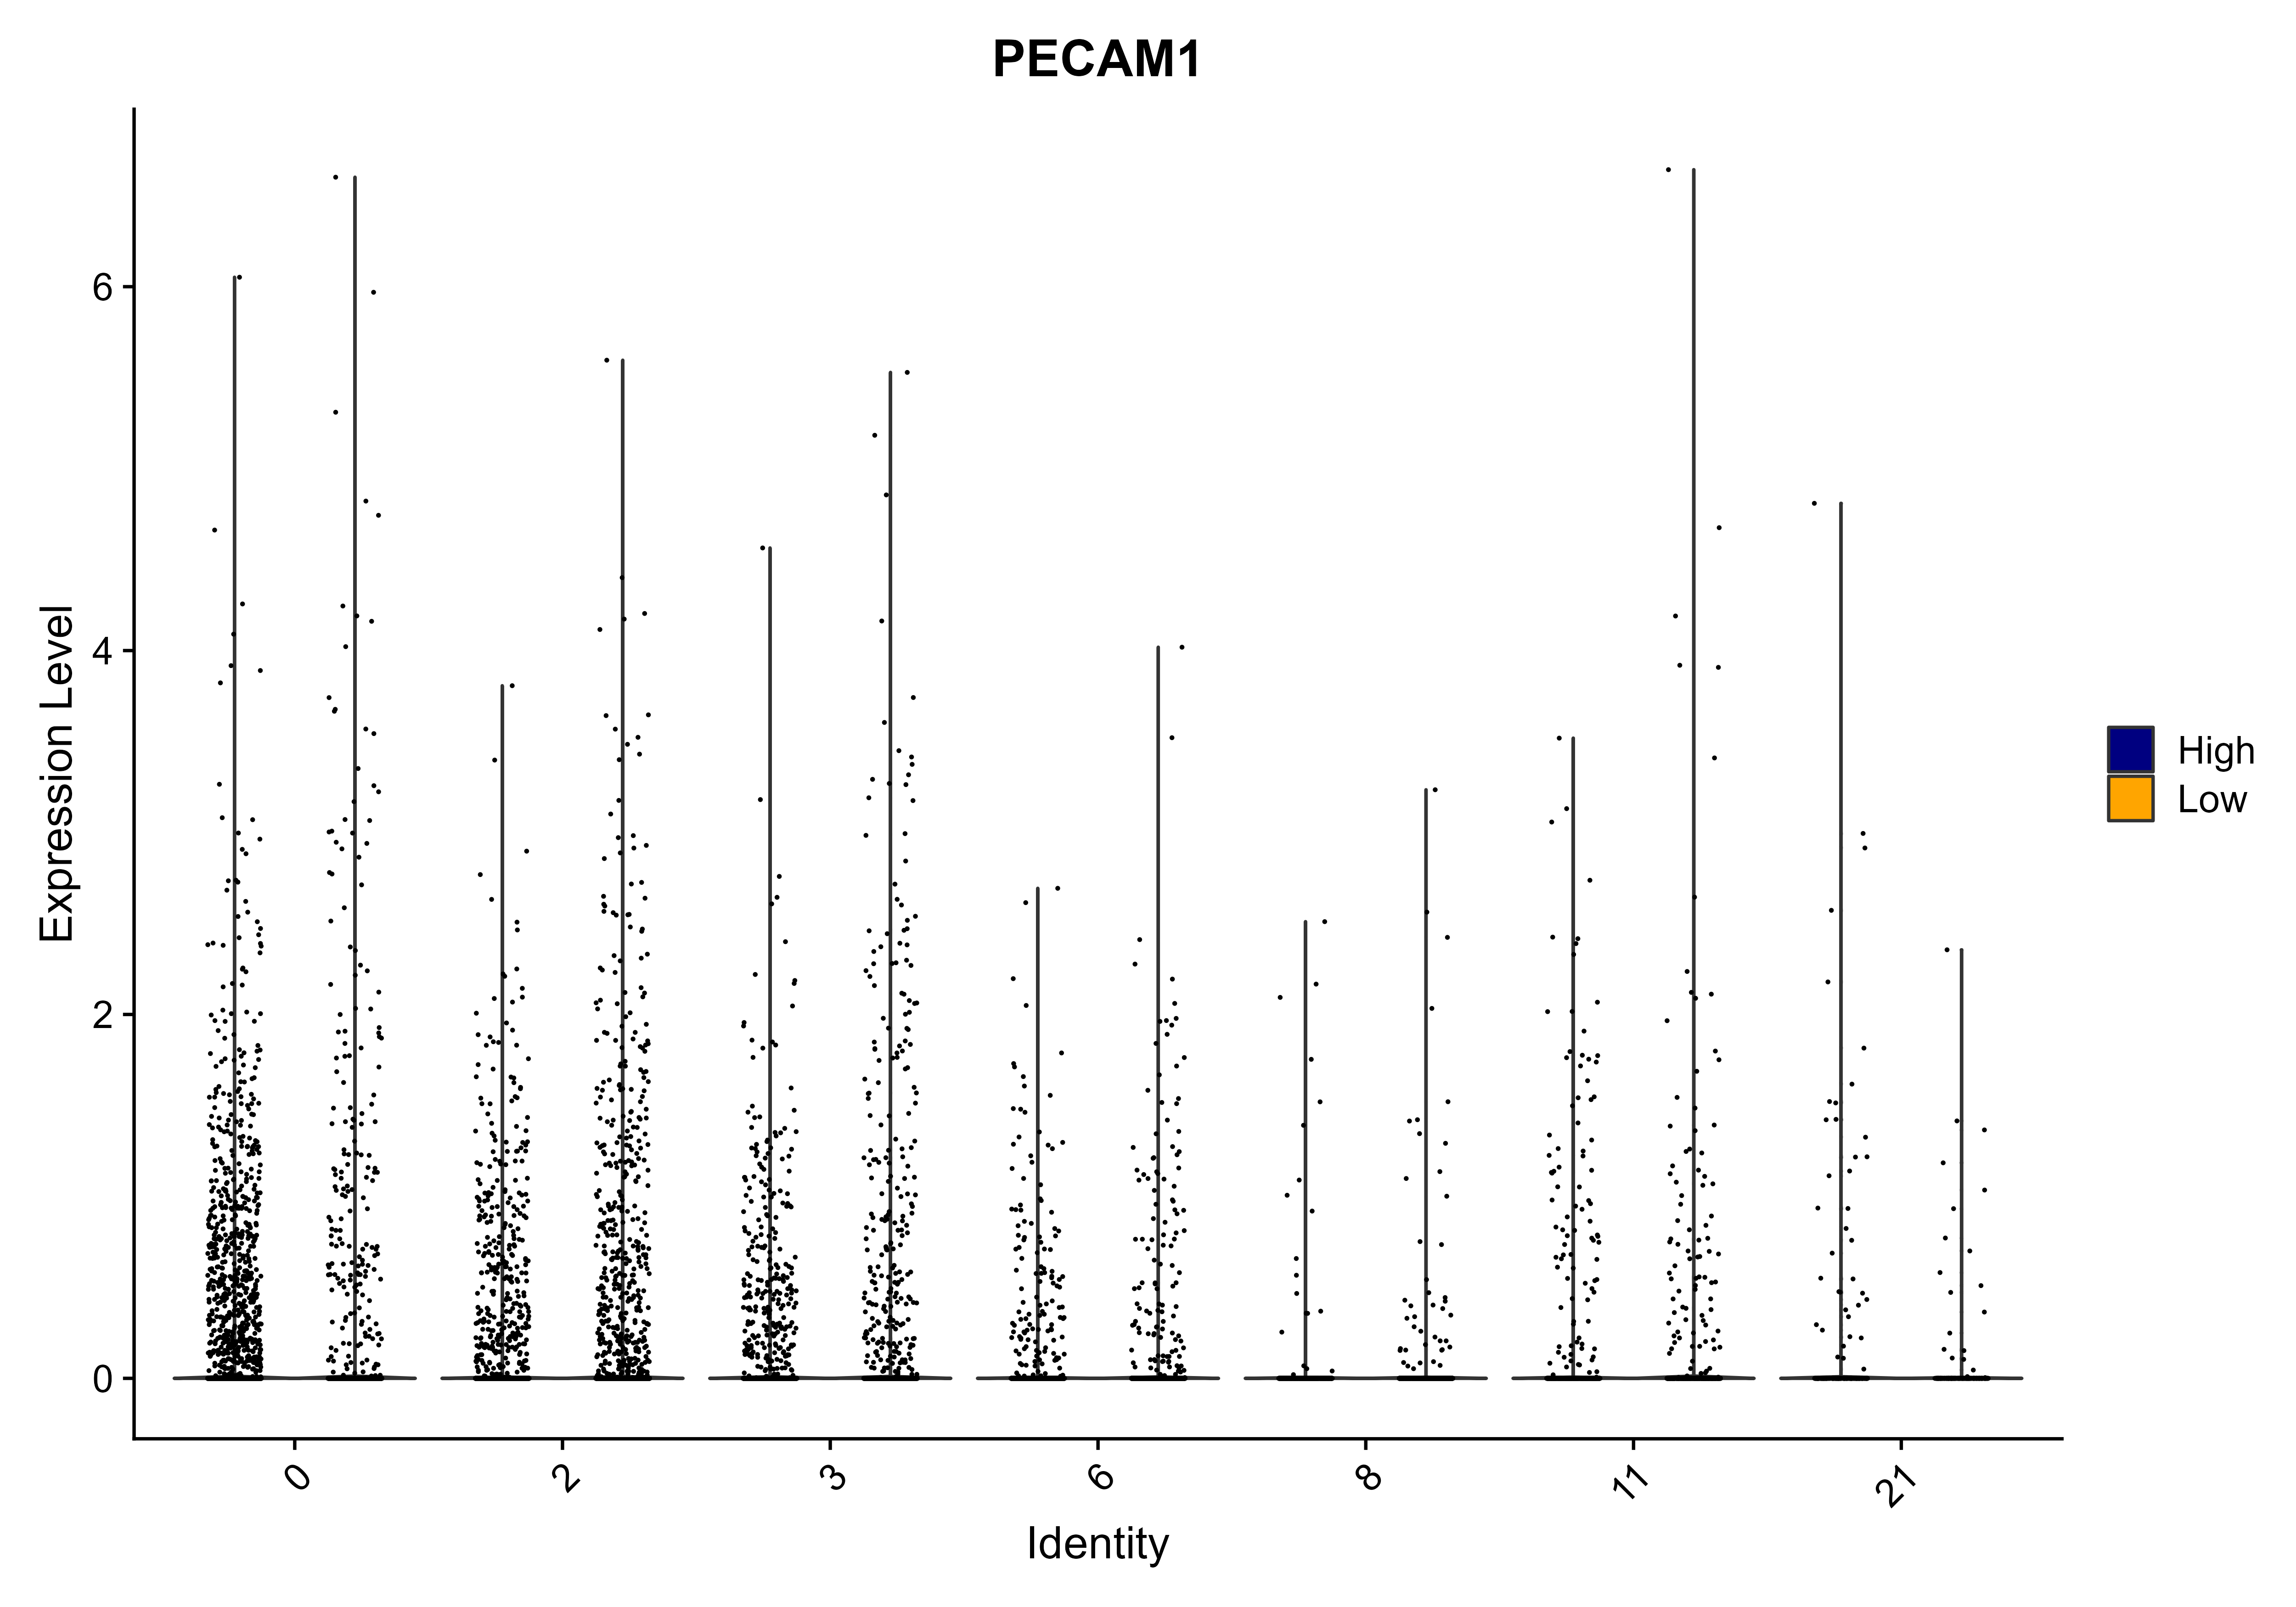 PECAM1
Expression Level
6
4
2
0
0 2 3 6 8 11 21
Identity
High
Low